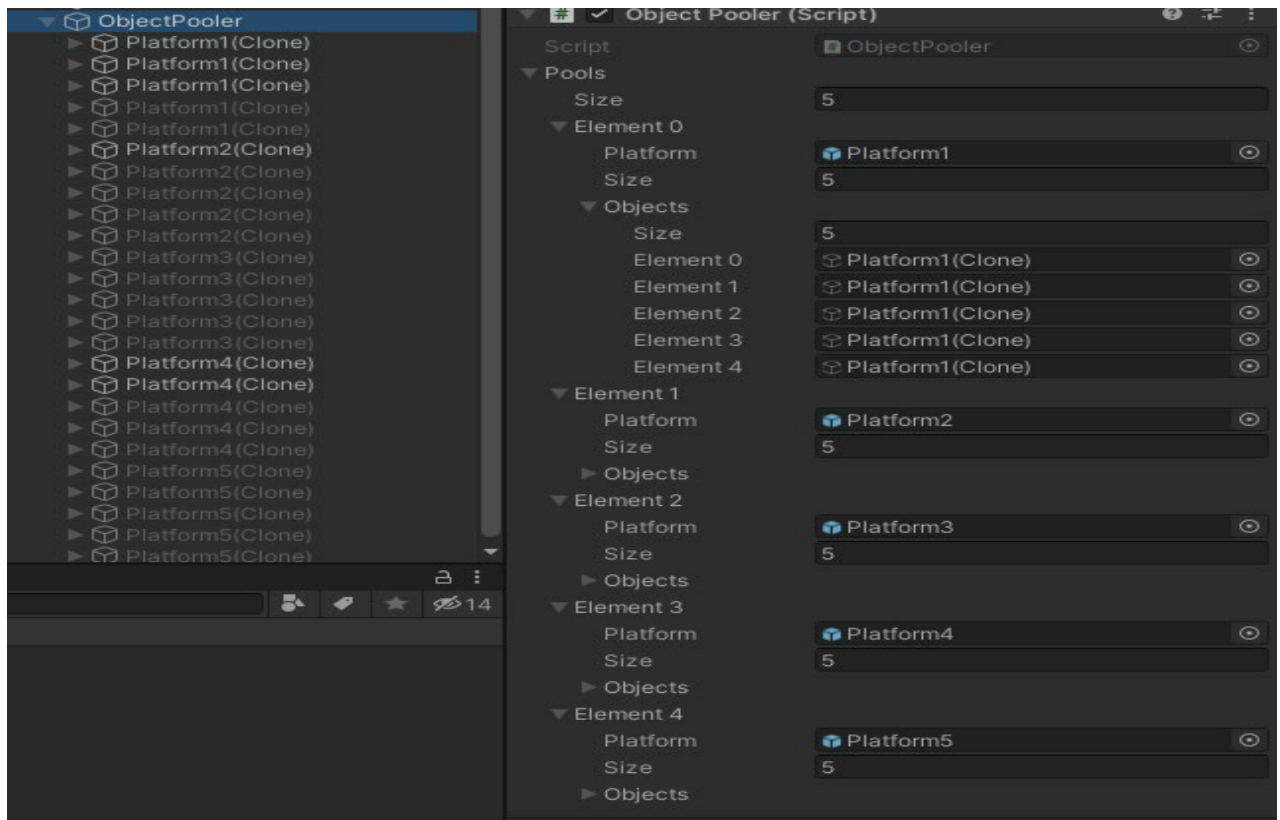 ObjectPooler
Platform1(Clone)
Platform1(Clone)
Platform1(Clone)
Platform1(Clone)
Platform1(Clone)
Platform2(Clone)
Platform2(Clone)
Platform2(Clone)
Platform2(Clone)
Platform2(Clone)
Platform3(Clone)
Platform3(Clone)
Platform3(Clone)
Platform3(Clone)
Platform3(Clone)
Platform4(Clone)
Platform4(Clone)
Platform4(Clone)
Platform4(Clone)
Platform4(Clone)
Platform5(Clone)
Platform5(Clone)
Platform5(Clone)
Platform5(Clone)
Platform5(Clone)
14
# Object Pooler (Script)
Script ObjectPooler
Pools
Size 5
Element 0
Platform Platform1
Size 5
Objects
Size 5
Element 0 Platform1(Clone)
Element 1 Platform1(Clone)
Element 2 Platform1(Clone)
Element 3 Platform1(Clone)
Element 4 Platform1(Clone)
Element 1
Platform Platform2
Size 5
Objects
Element 2
Platform Platform3
Size 5
Objects
Element 3
Platform Platform4
Size 5
Objects
Element 4
Platform Platform5
Size 5
Objects